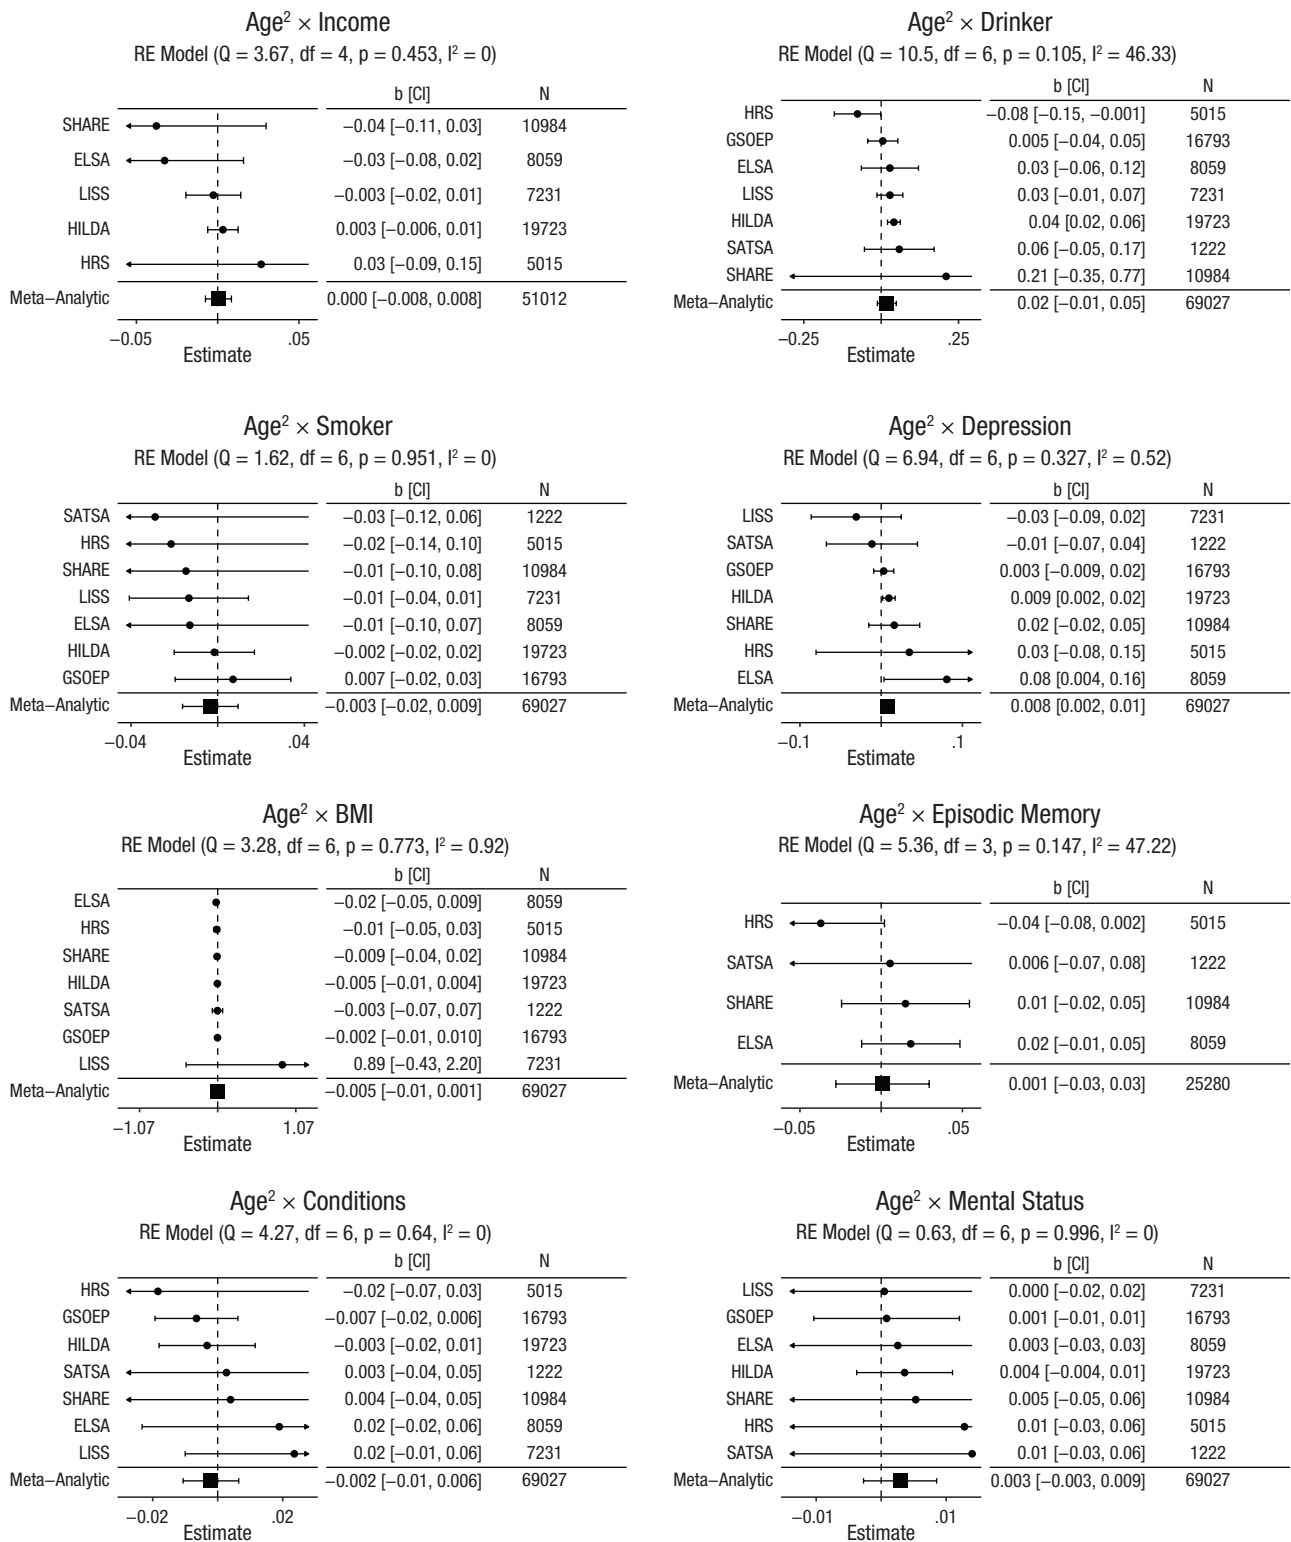 Age² × Income
RE Model (Q = 3.67, df = 4, p = 0.453, I² = 0)
b [CI] N
SHARE −0.04 [−0.11, 0.03] 10984
ELSA −0.03 [−0.08, 0.02] 8059
LISS −0.003 [−0.02, 0.01] 7231
HILDA 0.003 [−0.006, 0.01] 19723
HRS 0.03 [−0.09, 0.15] 5015
Meta−Analytic 0.000 [−0.008, 0.008] 51012
−0.05 .05
Estimate
Age² × Drinker
RE Model (Q = 10.5, df = 6, p = 0.105, I² = 46.33)
b [CI] N
HRS −0.08 [−0.15, −0.001] 5015
GSOEP 0.005 [−0.04, 0.05] 16793
ELSA 0.03 [−0.06, 0.12] 8059
LISS 0.03 [−0.01, 0.07] 7231
HILDA 0.04 [0.02, 0.06] 19723
SATSA 0.06 [−0.05, 0.17] 1222
SHARE 0.21 [−0.35, 0.77] 10984
Meta−Analytic 0.02 [−0.01, 0.05] 69027
−0.25 .25
Estimate
Age² × Smoker
RE Model (Q = 1.62, df = 6, p = 0.951, I² = 0)
b [CI] N
SATSA −0.03 [−0.12, 0.06] 1222
HRS −0.02 [−0.14, 0.10] 5015
SHARE −0.01 [−0.10, 0.08] 10984
LISS −0.01 [−0.04, 0.01] 7231
ELSA −0.01 [−0.10, 0.07] 8059
HILDA −0.002 [−0.02, 0.02] 19723
GSOEP 0.007 [−0.02, 0.03] 16793
Meta−Analytic −0.003 [−0.02, 0.009] 69027
−0.04 .04
Estimate
Age² × Depression
RE Model (Q = 6.94, df = 6, p = 0.327, I² = 0.52)
b [CI] N
LISS −0.03 [−0.09, 0.02] 7231
SATSA −0.01 [−0.07, 0.04] 1222
GSOEP 0.003 [−0.009, 0.02] 16793
HILDA 0.009 [0.002, 0.02] 19723
SHARE 0.02 [−0.02, 0.05] 10984
HRS 0.03 [−0.08, 0.15] 5015
ELSA 0.08 [0.004, 0.16] 8059
Meta−Analytic 0.008 [0.002, 0.01] 69027
−0.1 .1
Estimate
Age² × BMI
RE Model (Q = 3.28, df = 6, p = 0.773, I² = 0.92)
b [CI] N
ELSA −0.02 [−0.05, 0.009] 8059
HRS −0.01 [−0.05, 0.03] 5015
SHARE −0.009 [−0.04, 0.02] 10984
HILDA −0.005 [−0.01, 0.004] 19723
SATSA −0.003 [−0.07, 0.07] 1222
GSOEP −0.002 [−0.01, 0.010] 16793
LISS 0.89 [−0.43, 2.20] 7231
Meta−Analytic −0.005 [−0.01, 0.001] 69027
-1.07 1.07
Estimate
Age² × Episodic Memory
RE Model (Q = 5.36, df = 3, p = 0.147, I² = 47.22)
b [CI] N
HRS −0.04 [−0.08, 0.002] 5015
SATSA 0.006 [−0.07, 0.08] 1222
SHARE 0.01 [−0.02, 0.05] 10984
ELSA 0.02 [−0.01, 0.05] 8059
Meta−Analytic 0.001 [−0.03, 0.03] 25280
−0.05 .05
Estimate
Age² × Conditions
RE Model (Q = 4.27, df = 6, p = 0.64, I² = 0)
b [CI] N
HRS −0.02 [−0.07, 0.03] 5015
GSOEP −0.007 [−0.02, 0.006] 16793
HILDA −0.003 [−0.02, 0.01] 19723
SATSA 0.003 [−0.04, 0.05] 1222
SHARE 0.004 [−0.04, 0.05] 10984
ELSA 0.02 [−0.02, 0.06] 8059
LISS 0.02 [−0.01, 0.06] 7231
Meta−Analytic −0.002 [−0.01, 0.006] 69027
−0.02 .02
Estimate
Age² × Mental Status
RE Model (Q = 0.63, df = 6, p = 0.996, I² = 0)
b [CI] N
LISS 0.000 [−0.02, 0.02] 7231
GSOEP 0.001 [−0.01, 0.01] 16793
ELSA 0.003 [−0.03, 0.03] 8059
HILDA 0.004 [−0.004, 0.01] 19723
SHARE 0.005 [−0.05, 0.06] 10984
HRS 0.01 [−0.03, 0.06] 5015
SATSA 0.01 [−0.03, 0.06] 1222
Meta−Analytic 0.003 [−0.003, 0.009] 69027
−0.01 .01
Estimate